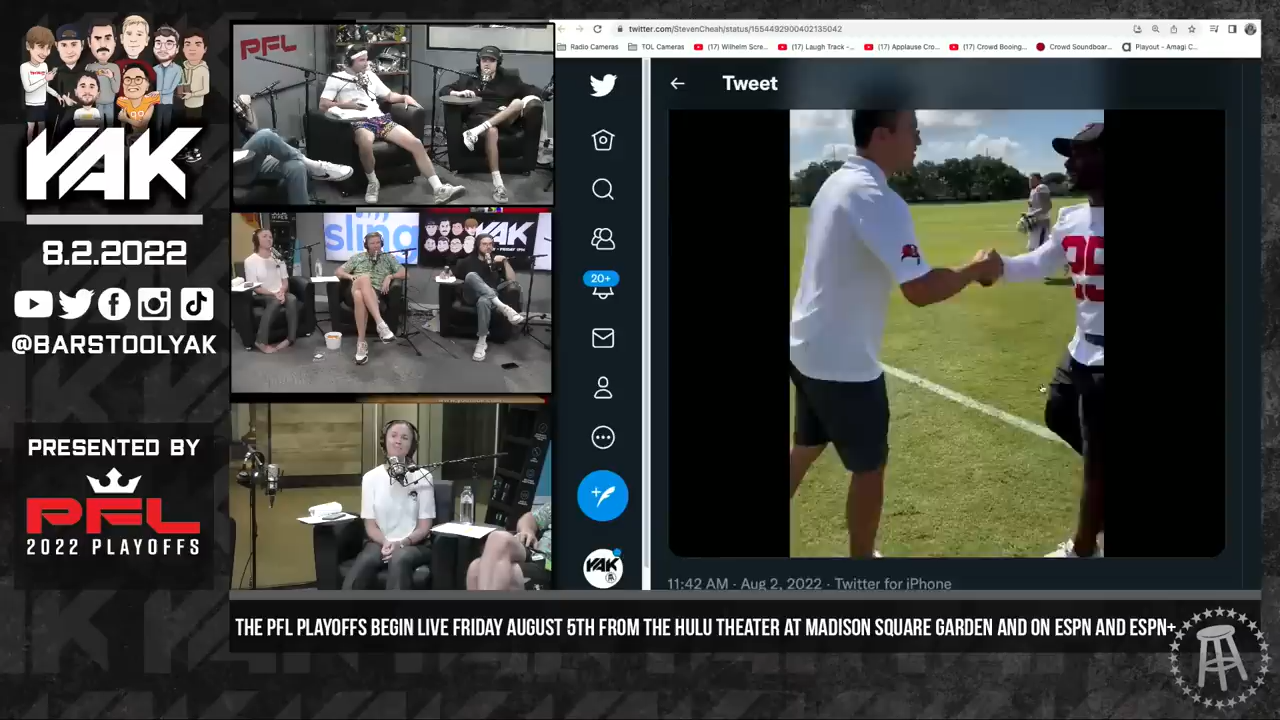 YAK
8.2.2022
@BARSTOOLYAK
PRESENTED BY
PFL
2022 PLAYOFFS
PFL
sling
YAK
twitter.com/StevenCheah/status/1554492900402135042
Radio Cameras
TOL Cameras
(17) Wilhelm Scre...
(17) Laugh Track -...
(17) Applause Cro...
(17) Crowd Booing...
Crowd Soundboar...
Playout - Amagi C...
Tweet
20+
YAK
25
11:42 AM · Aug 2, 2022 · Twitter for iPhone
THE PFL PLAYOFFS BEGIN LIVE FRIDAY AUGUST 5TH FROM THE HULU THEATER AT MADISON SQUARE GARDEN AND ON ESPN AND ESPN+